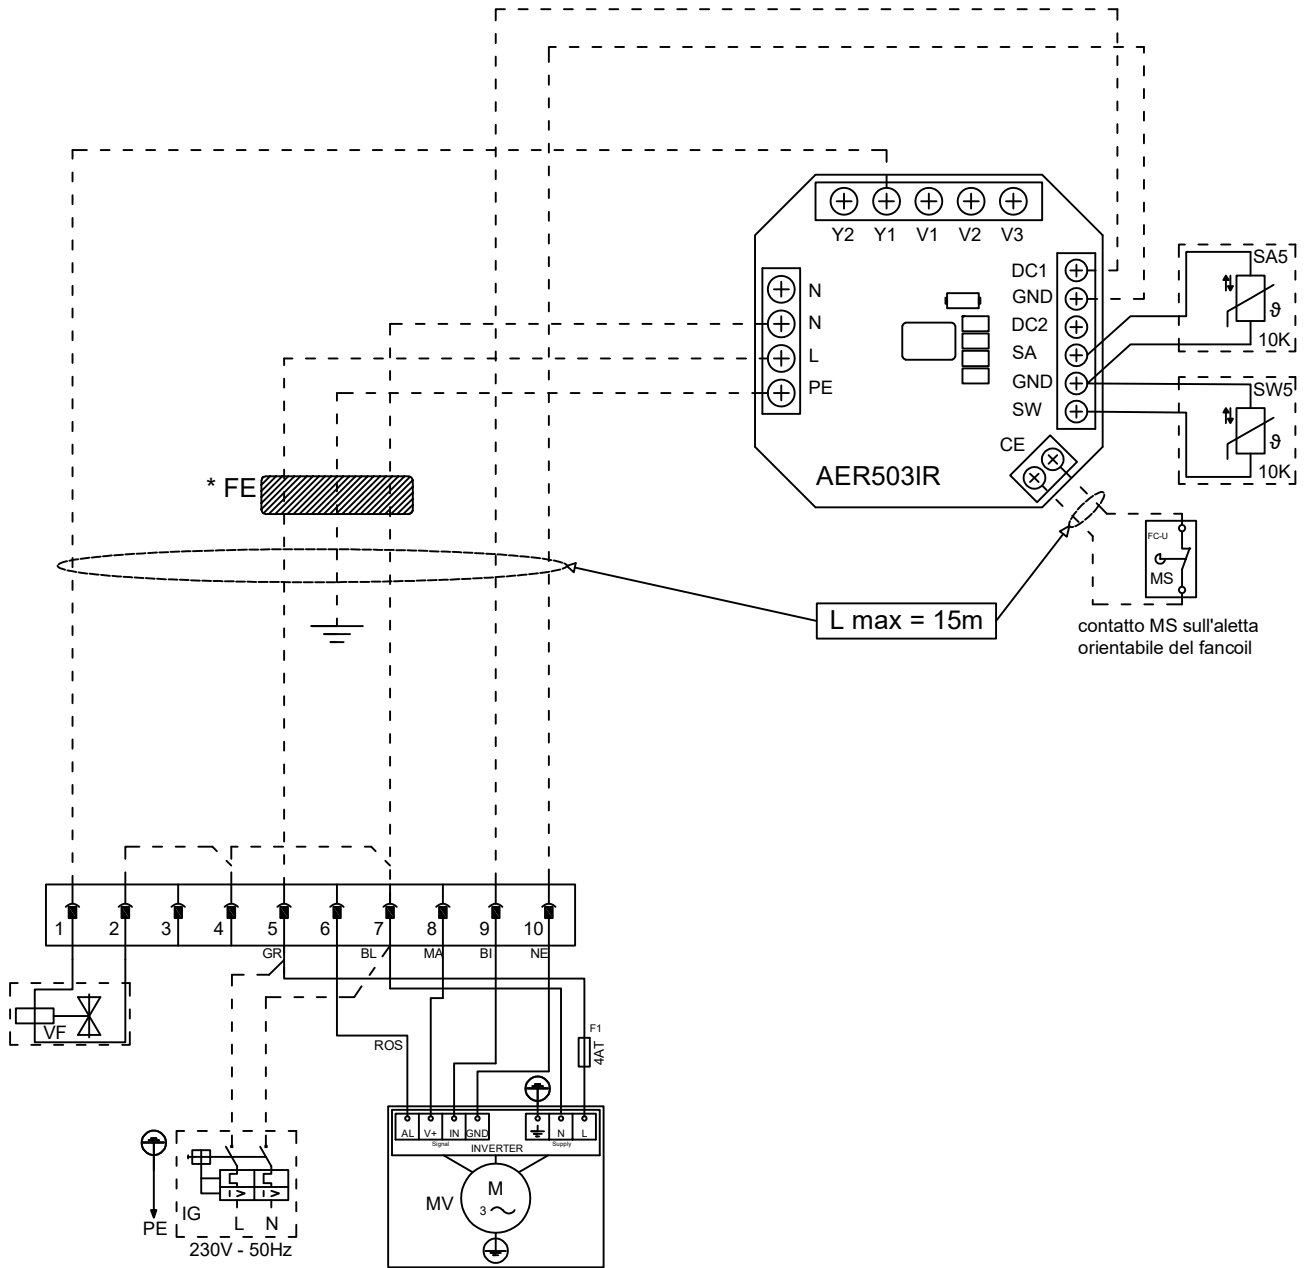 Y2 Y1 V1 V2 V3
N
N
L
PE
DC1
GND
DC2
SA
GND
SW
CE
AER503IR
SA5
ϑ
10K
SW5
ϑ
10K
* FE
FC-U
MS
L max = 15m
contatto MS sull'aletta
orientabile del fancoil
1 2 3 4 5 6 7 8 9 10
GR BL MA BI NE
VF
ROS
F1
4AT
AL V+ IN GND N L
Signal Supply
INVERTER
MV
M
3
PE
IG
I > I >
L N
230V - 50Hz